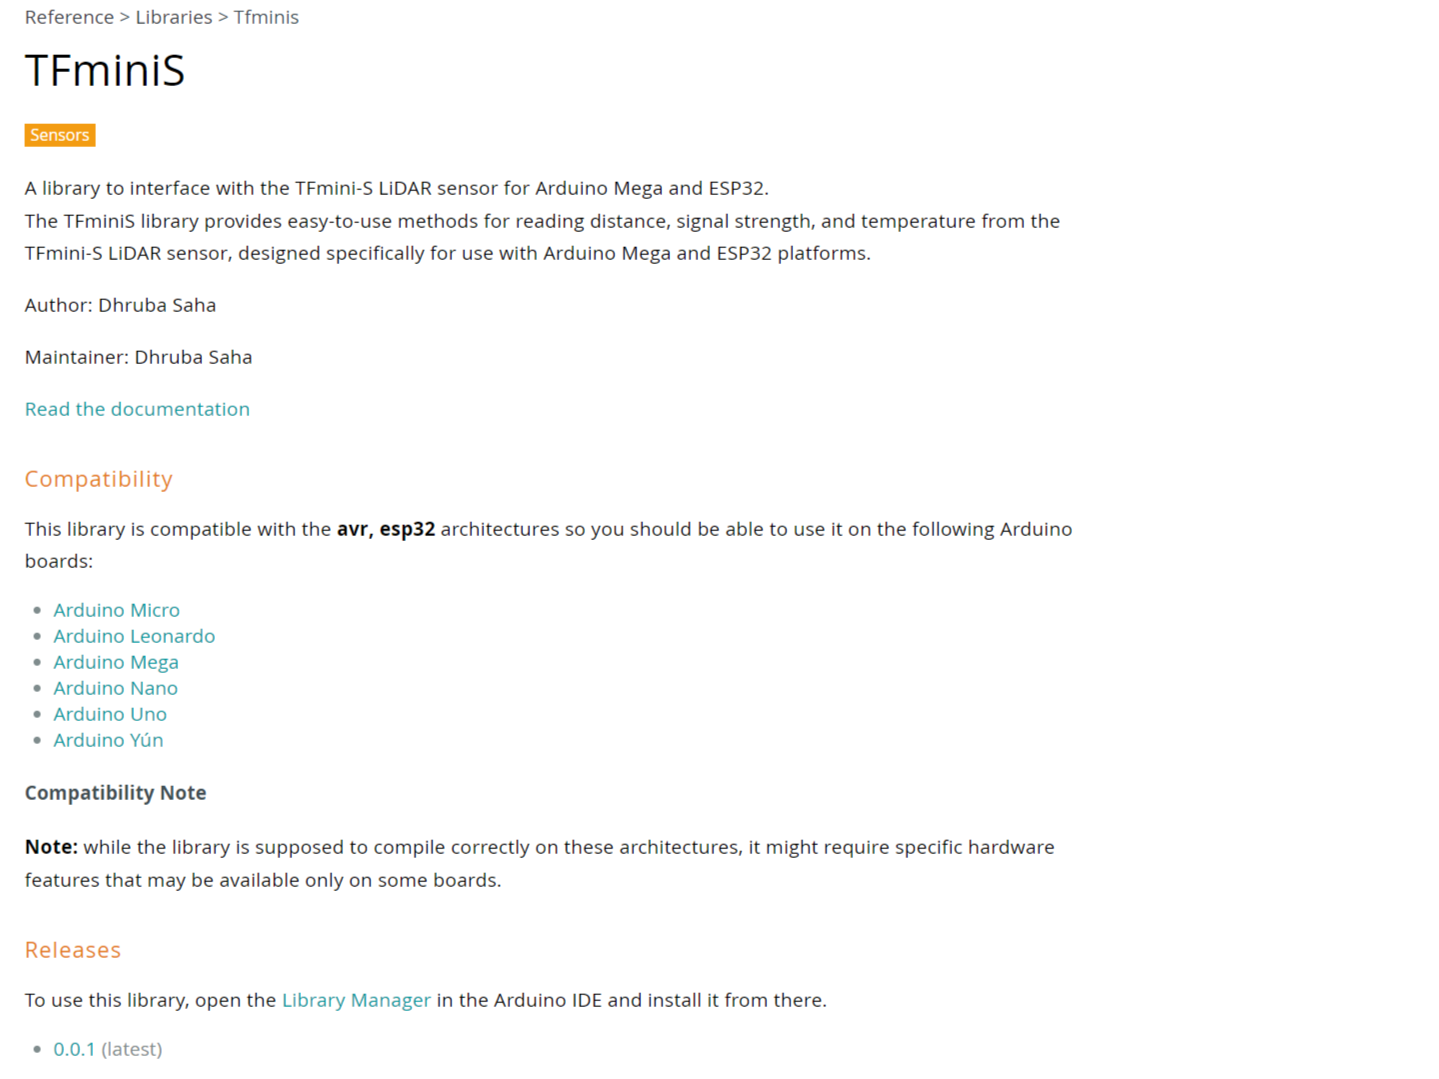 Reference > Libraries > Tfminis
TFminiS
Sensors
A library to interface with the TFmini-S LiDAR sensor for Arduino Mega and ESP32.
The TFminiS library provides easy-to-use methods for reading distance, signal strength, and temperature from the
TFmini-S LiDAR sensor, designed specifically for use with Arduino Mega and ESP32 platforms.
Author: Dhruba Saha
Maintainer: Dhruba Saha
Read the documentation
Compatibility
This library is compatible with the avr, esp32 architectures so you should be able to use it on the following Arduino
boards:
• Arduino Micro
• Arduino Leonardo
• Arduino Mega
• Arduino Nano
• Arduino Uno
• Arduino Yún
Compatibility Note
Note: while the library is supposed to compile correctly on these architectures, it might require specific hardware
features that may be available only on some boards.
Releases
To use this library, open the Library Manager in the Arduino IDE and install it from there.
• 0.0.1 (latest)